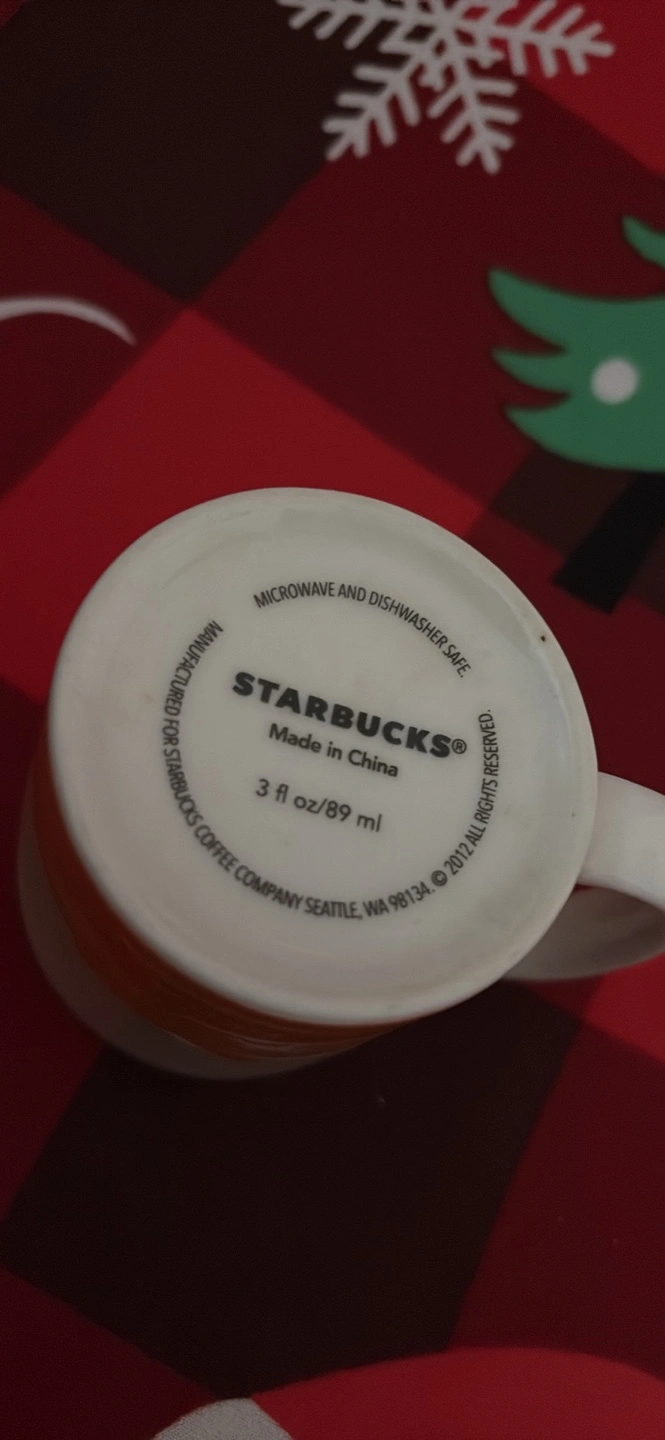 MICROWAVE AND DISHWASHER SAFE.
STARBUCKS®
Made in China
3 fl oz/89 ml
MANUFACTURED FOR STARBUCKS COFFEE COMPANY SEATTLE, WA 98134. © 2012 ALL RIGHTS RESERVED.